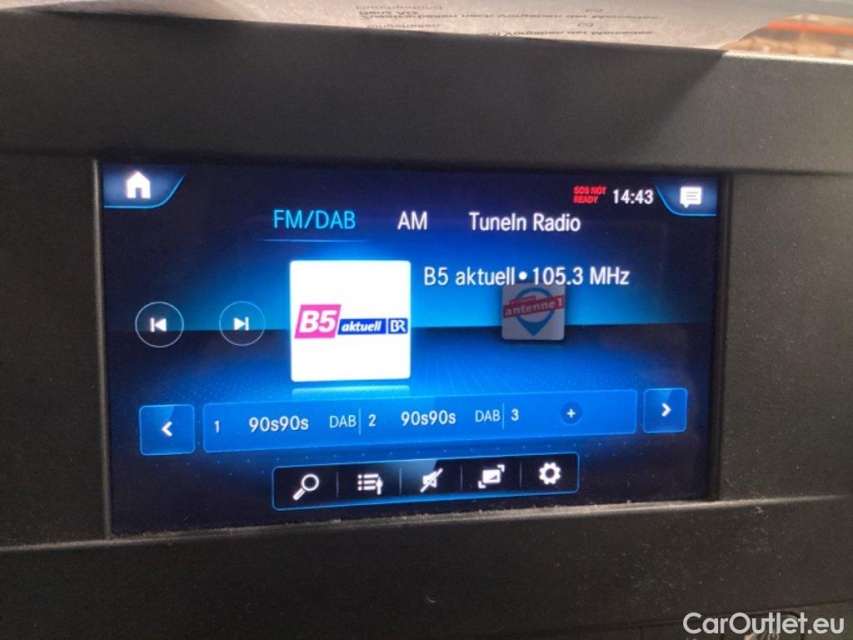 SOS NOT
READY
14:43
FM/DAB AM TuneIn Radio
B5 aktuell • 105.3 MHz
B5 aktuell BR
antenne 1
1 90s90s DAB 2 90s90s DAB 3 +
CarOutlet.eu